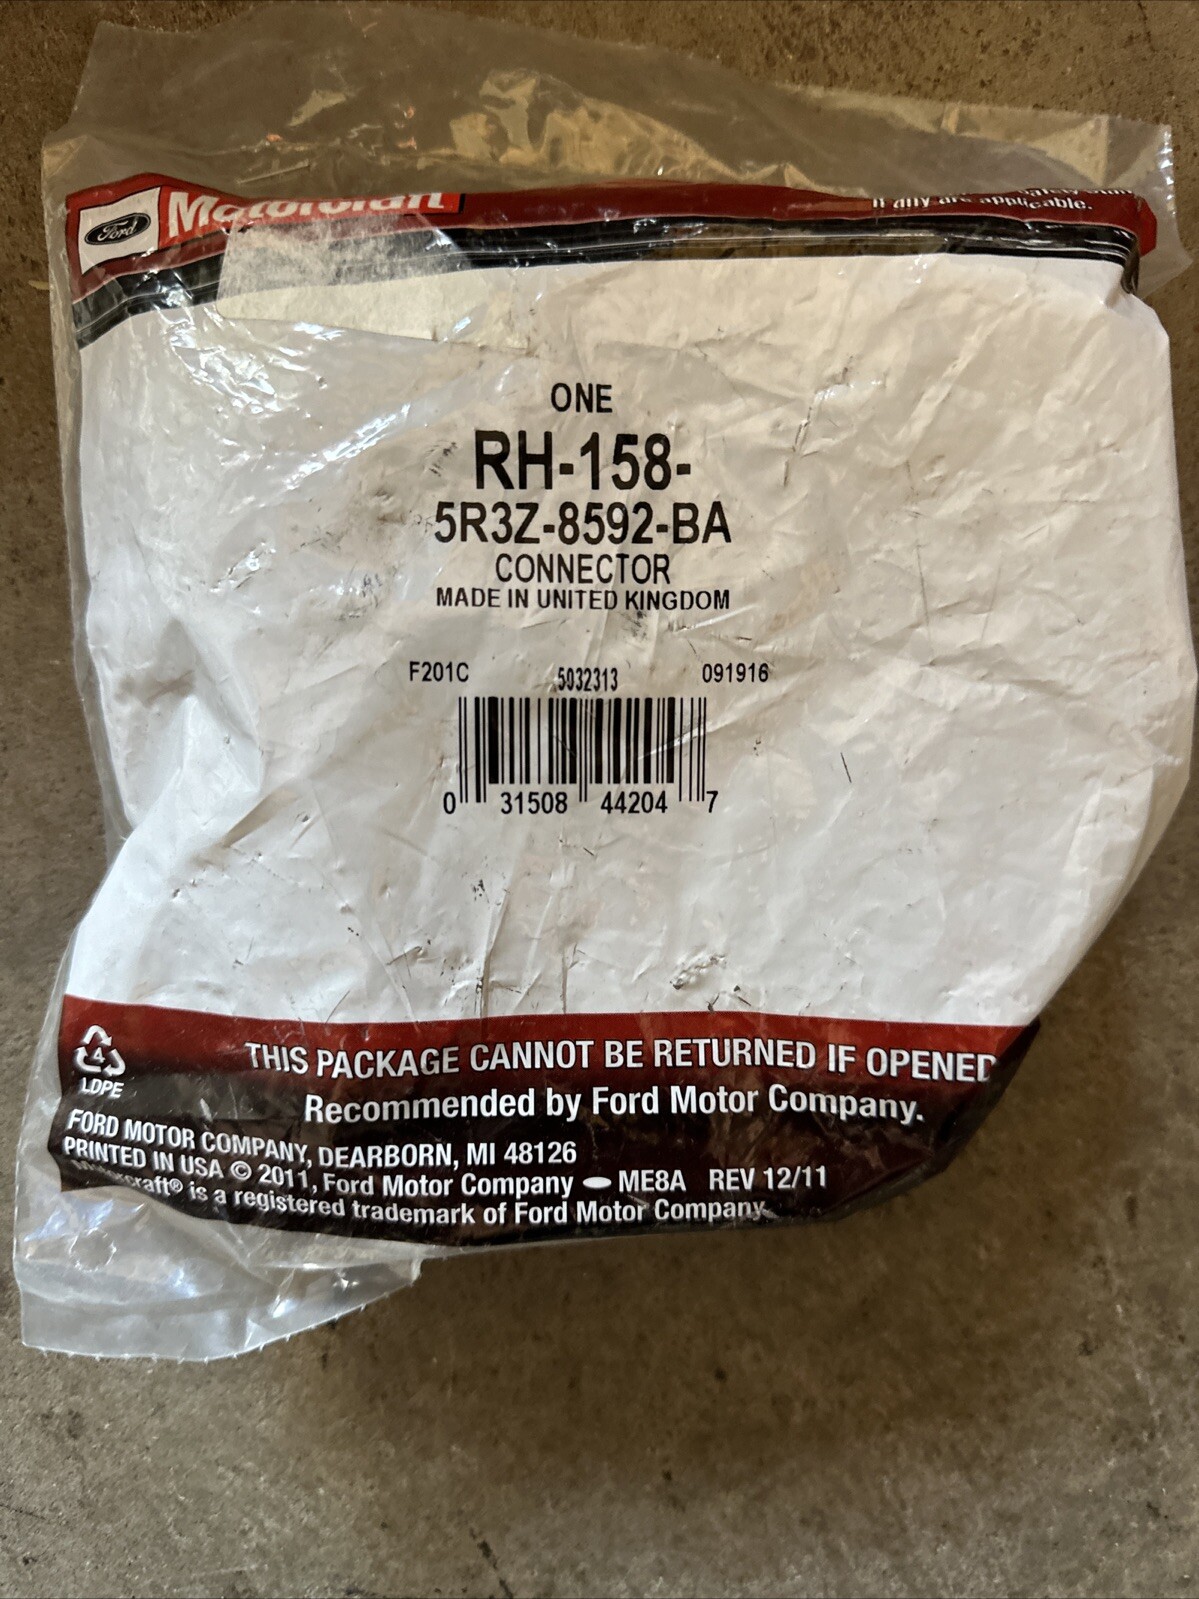 Ford Motorcraft
if any are applicable.
ONE
RH-158-
5R3Z-8592-BA
CONNECTOR
MADE IN UNITED KINGDOM
F201C 5032313 091916
0 31508 44204 7
4
LDPE
THIS PACKAGE CANNOT BE RETURNED IF OPENED
Recommended by Ford Motor Company.
FORD MOTOR COMPANY, DEARBORN, MI 48126
PRINTED IN USA © 2011, Ford Motor Company ME8A REV 12/11
Motorcraft® is a registered trademark of Ford Motor Company.